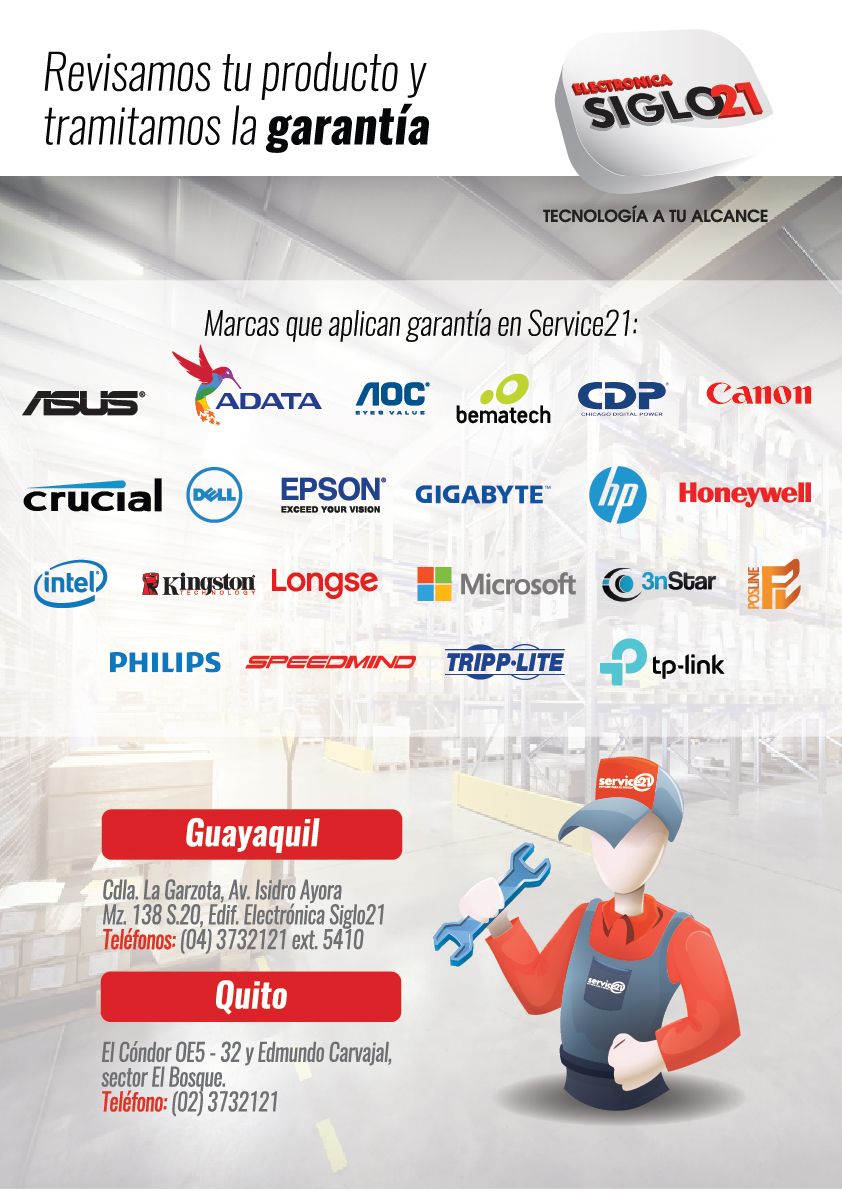 Revisamos tu producto y
tramitamos la garantía
ELECTRONICA
SIGLO21
TECNOLOGÍA A TU ALCANCE
Marcas que aplican garantía en Service21:
ASUS®
ADATA
AOC®
EYES VALUE
bematech
CDP®
CHICAGO DIGITAL POWER
Canon
crucial
DELL
EPSON®
EXCEED YOUR VISION
GIGABYTE™
hp
Honeywell
intel®
Kingston
TECHNOLOGY
Longse
Microsoft
3nStar
POSLINE
PHILIPS
SPEEDMIND
TRIPP·LITE
tp-link
service21
Guayaquil
Cdla. La Garzota, Av. Isidro Ayora
Mz. 138 S.20, Edif. Electrónica Siglo21
Teléfonos: (04) 3732121 ext. 5410
service21
Quito
El Cóndor OE5 - 32 y Edmundo Carvajal,
sector El Bosque.
Teléfono: (02) 3732121